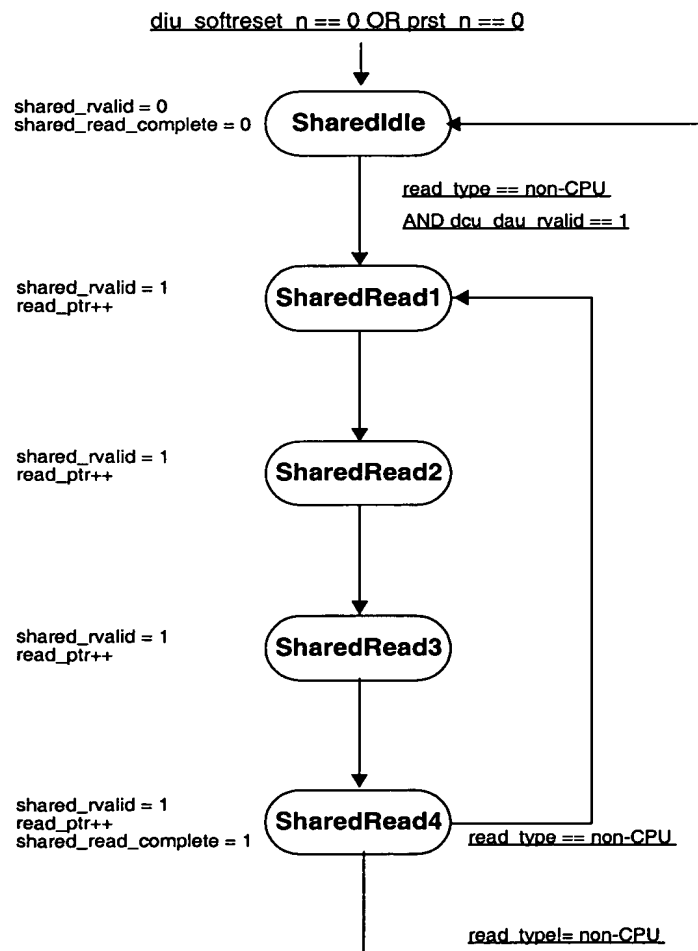 diu_softreset_n == 0 OR prst_n == 0
shared_rvalid = 0
shared_read_complete = 0
SharedIdle
read_type == non-CPU
AND dcu_dau_rvalid == 1
shared_rvalid = 1
read_ptr++
SharedRead1
shared_rvalid = 1
read_ptr++
SharedRead2
shared_rvalid = 1
read_ptr++
SharedRead3
shared_rvalid = 1
read_ptr++
shared_read_complete = 1
SharedRead4
read_type == non-CPU
read_type!= non-CPU